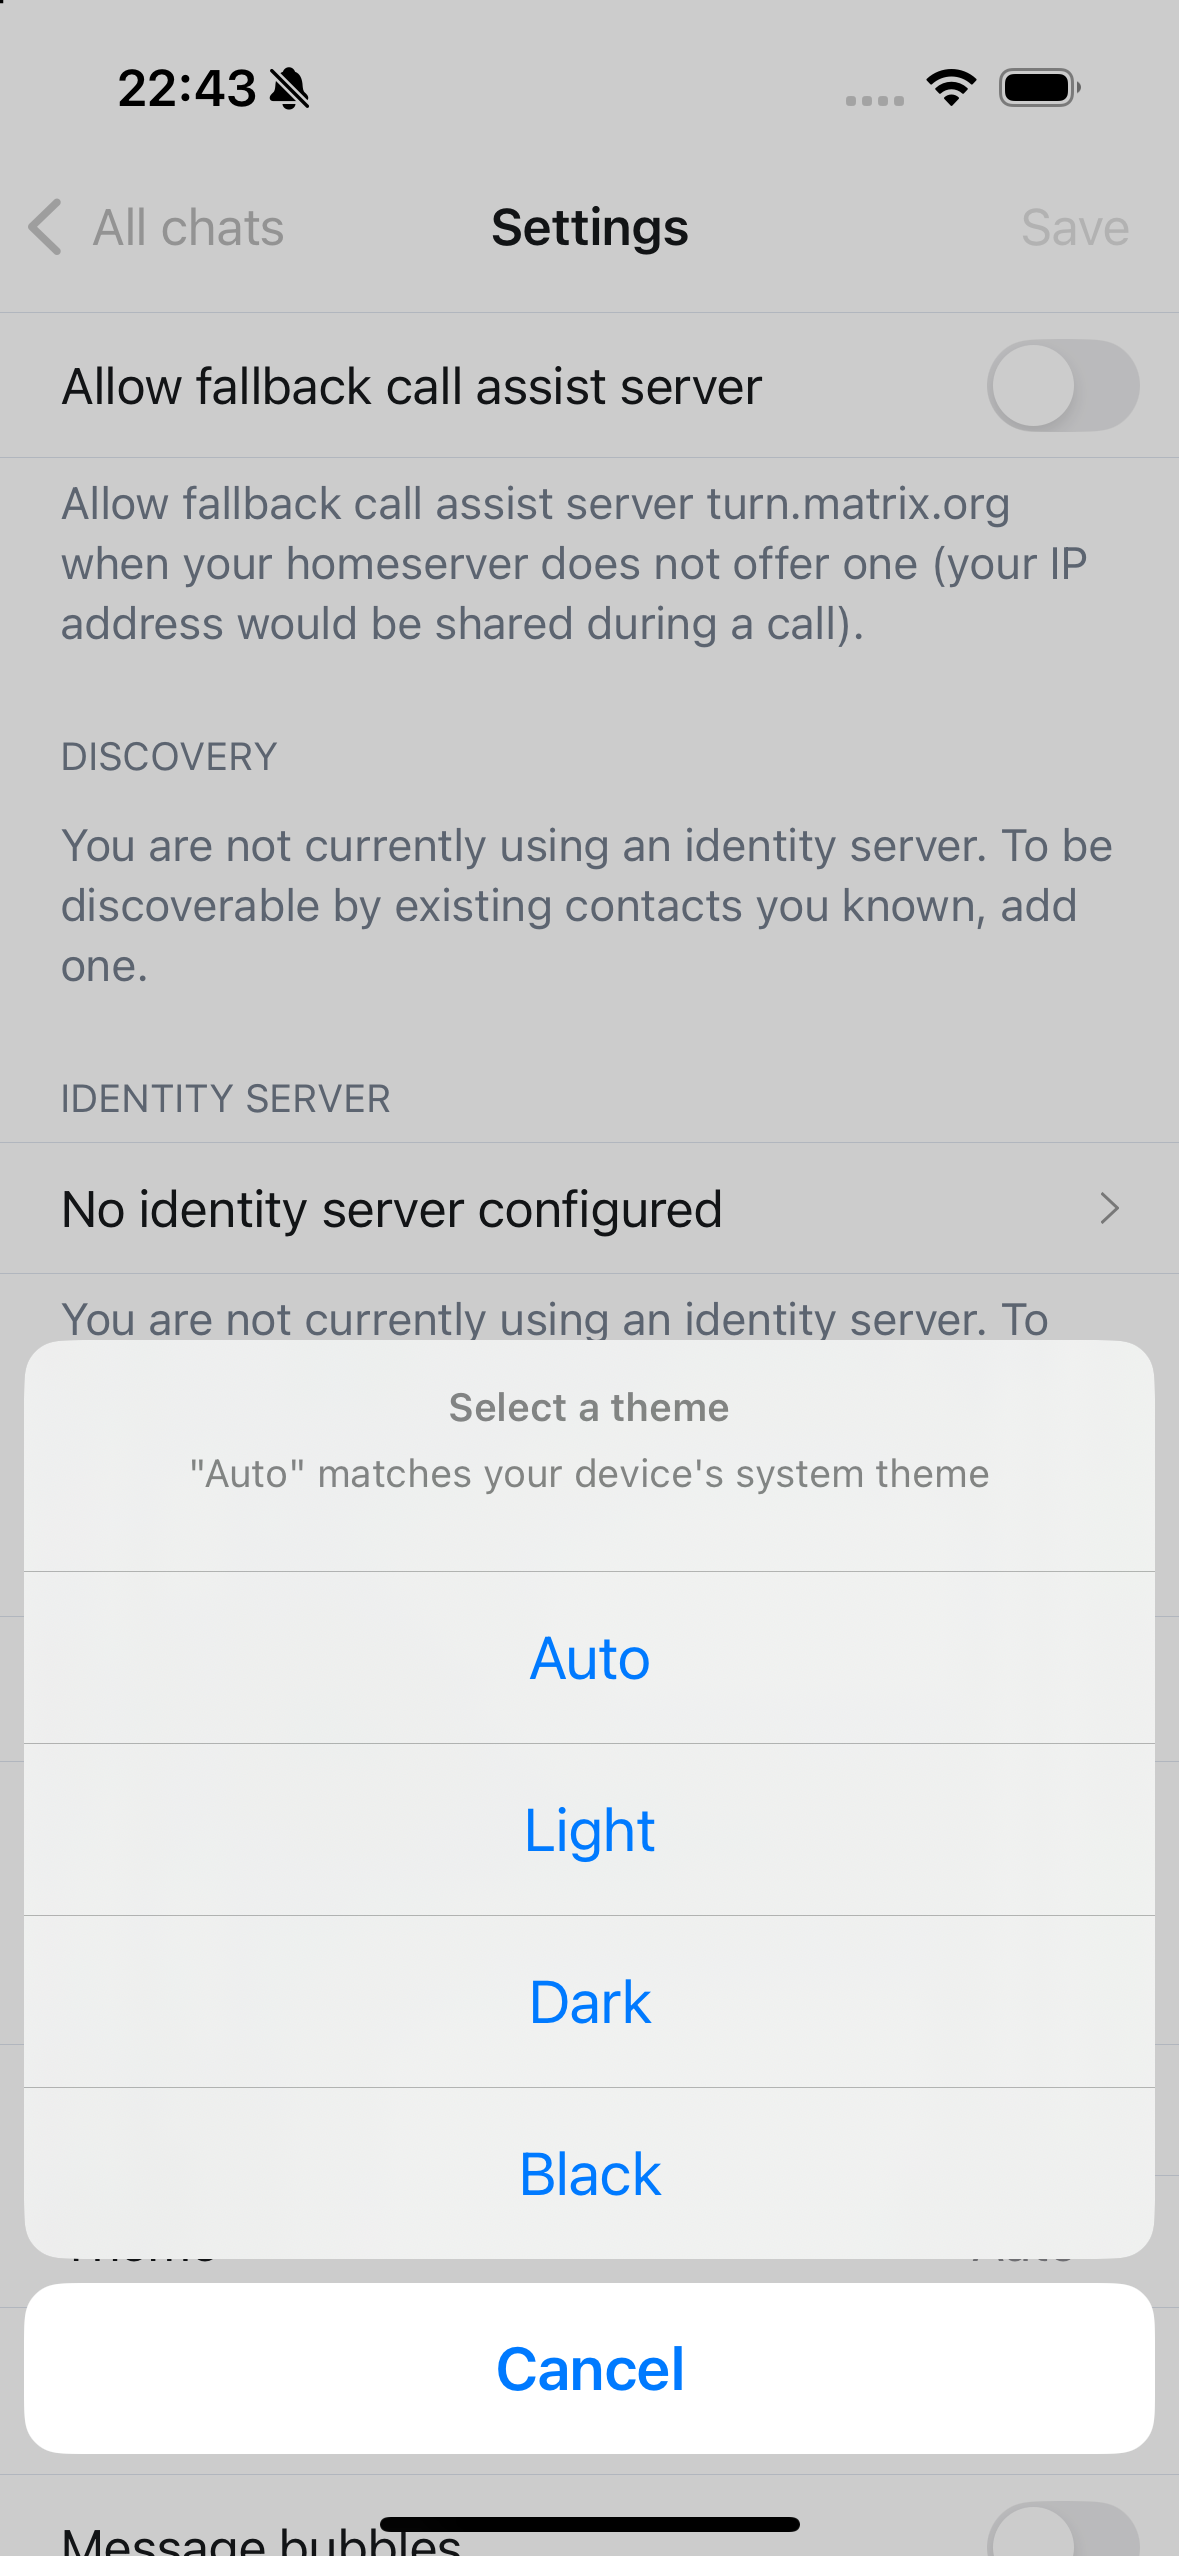 22:43
All chats
Settings
Save
Allow fallback call assist server
Allow fallback call assist server turn.matrix.org
when your homeserver does not offer one (your IP
address would be shared during a call).
DISCOVERY
You are not currently using an identity server. To be
discoverable by existing contacts you known, add
one.
IDENTITY SERVER
No identity server configured
You are not currently using an identity server. To
Select a theme
"Auto" matches your device's system theme
Auto
Light
Dark
Black
Cancel
Message bubbles